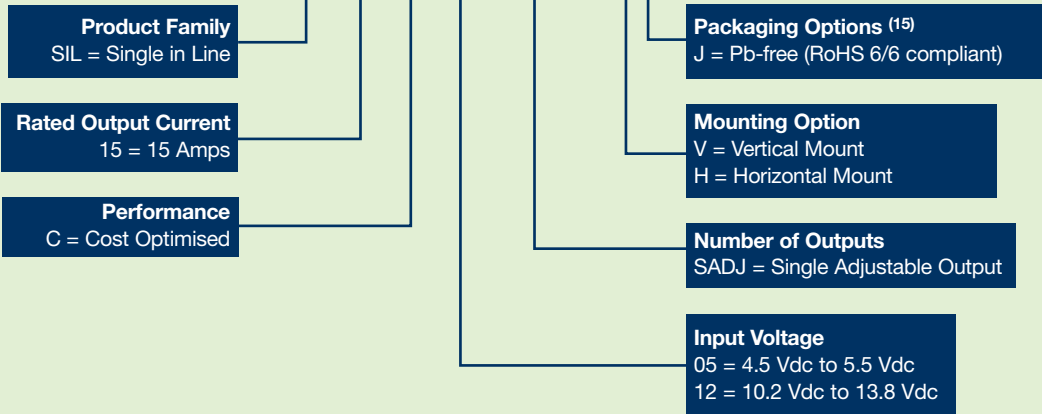 Product Family
SIL = Single in Line
Rated Output Current
15 = 15 Amps
Performance
C = Cost Optimised
Packaging Options (15)
J = Pb-free (RoHS 6/6 compliant)
Mounting Option
V = Vertical Mount
H = Horizontal Mount
Number of Outputs
SADJ = Single Adjustable Output
Input Voltage
05 = 4.5 Vdc to 5.5 Vdc
12 = 10.2 Vdc to 13.8 Vdc